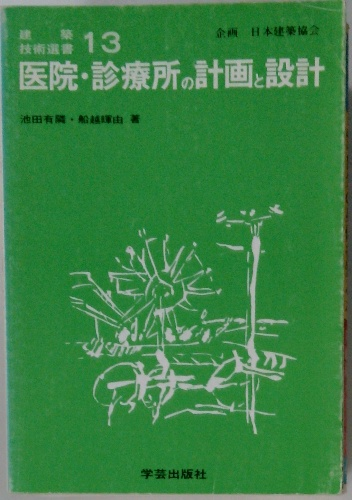 建築
技術選書 13
企画 日本建築協会
医院・診療所の計画と設計
池田有隣・船越輝由 著
学芸出版社